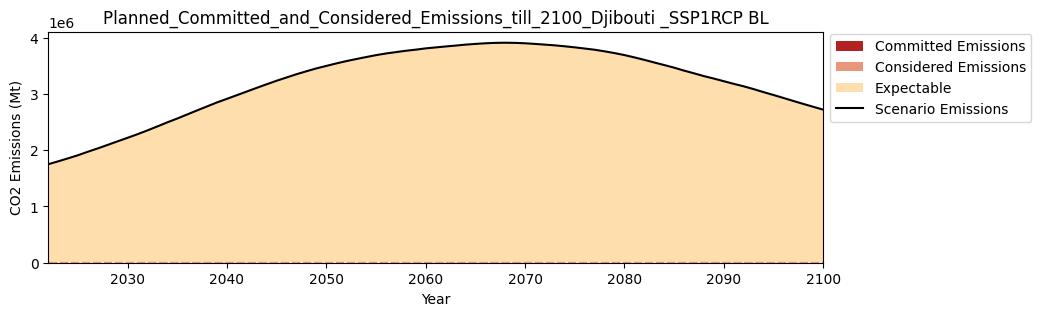 Planned_Committed_and_Considered_Emissions_till_2100_Djibouti _SSP1RCP BL
1e6
4
3
2
1
0
CO2 Emissions (Mt)
2030 2040 2050 2060 2070 2080 2090 2100
Year
Committed Emissions
Considered Emissions
Expectable
Scenario Emissions